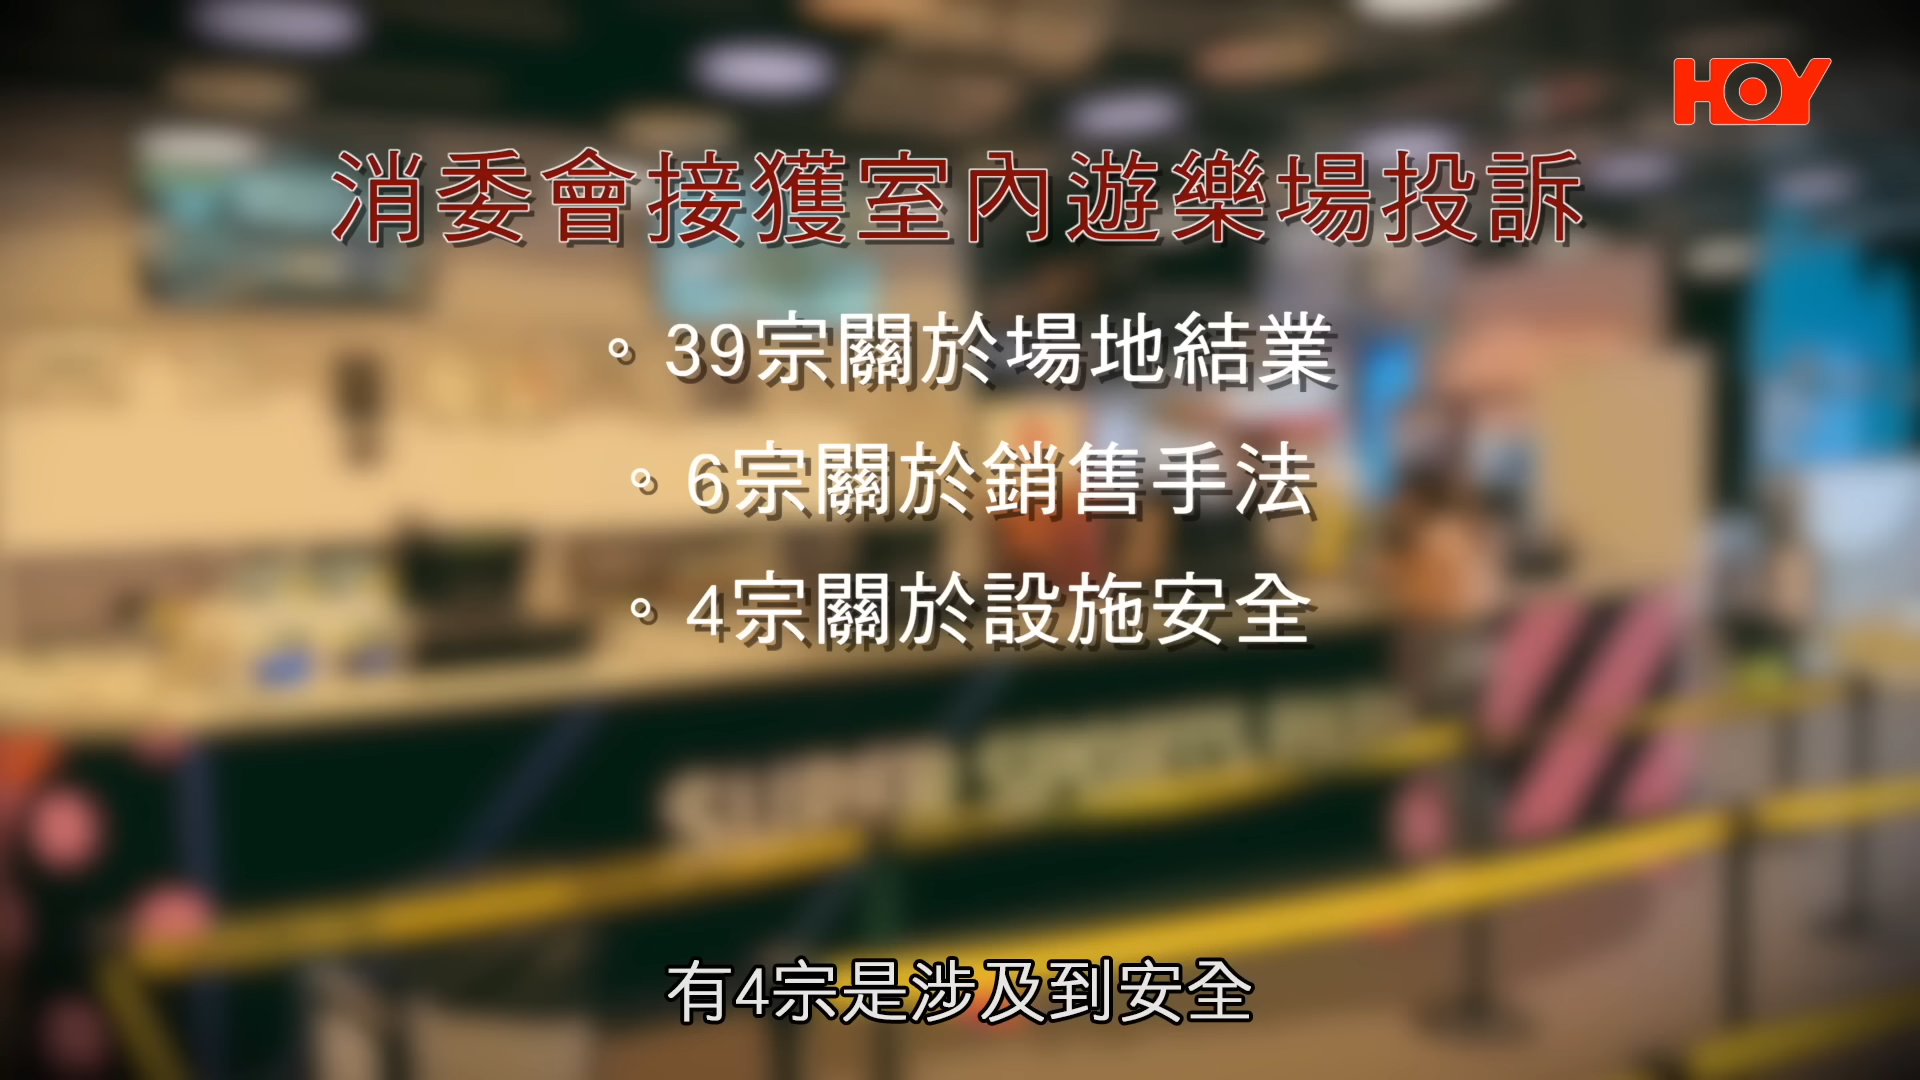 HOY
消委會接獲室內遊樂場投訴
。39宗關於場地結業
。6宗關於銷售手法
。4宗關於設施安全
有4宗是涉及到安全